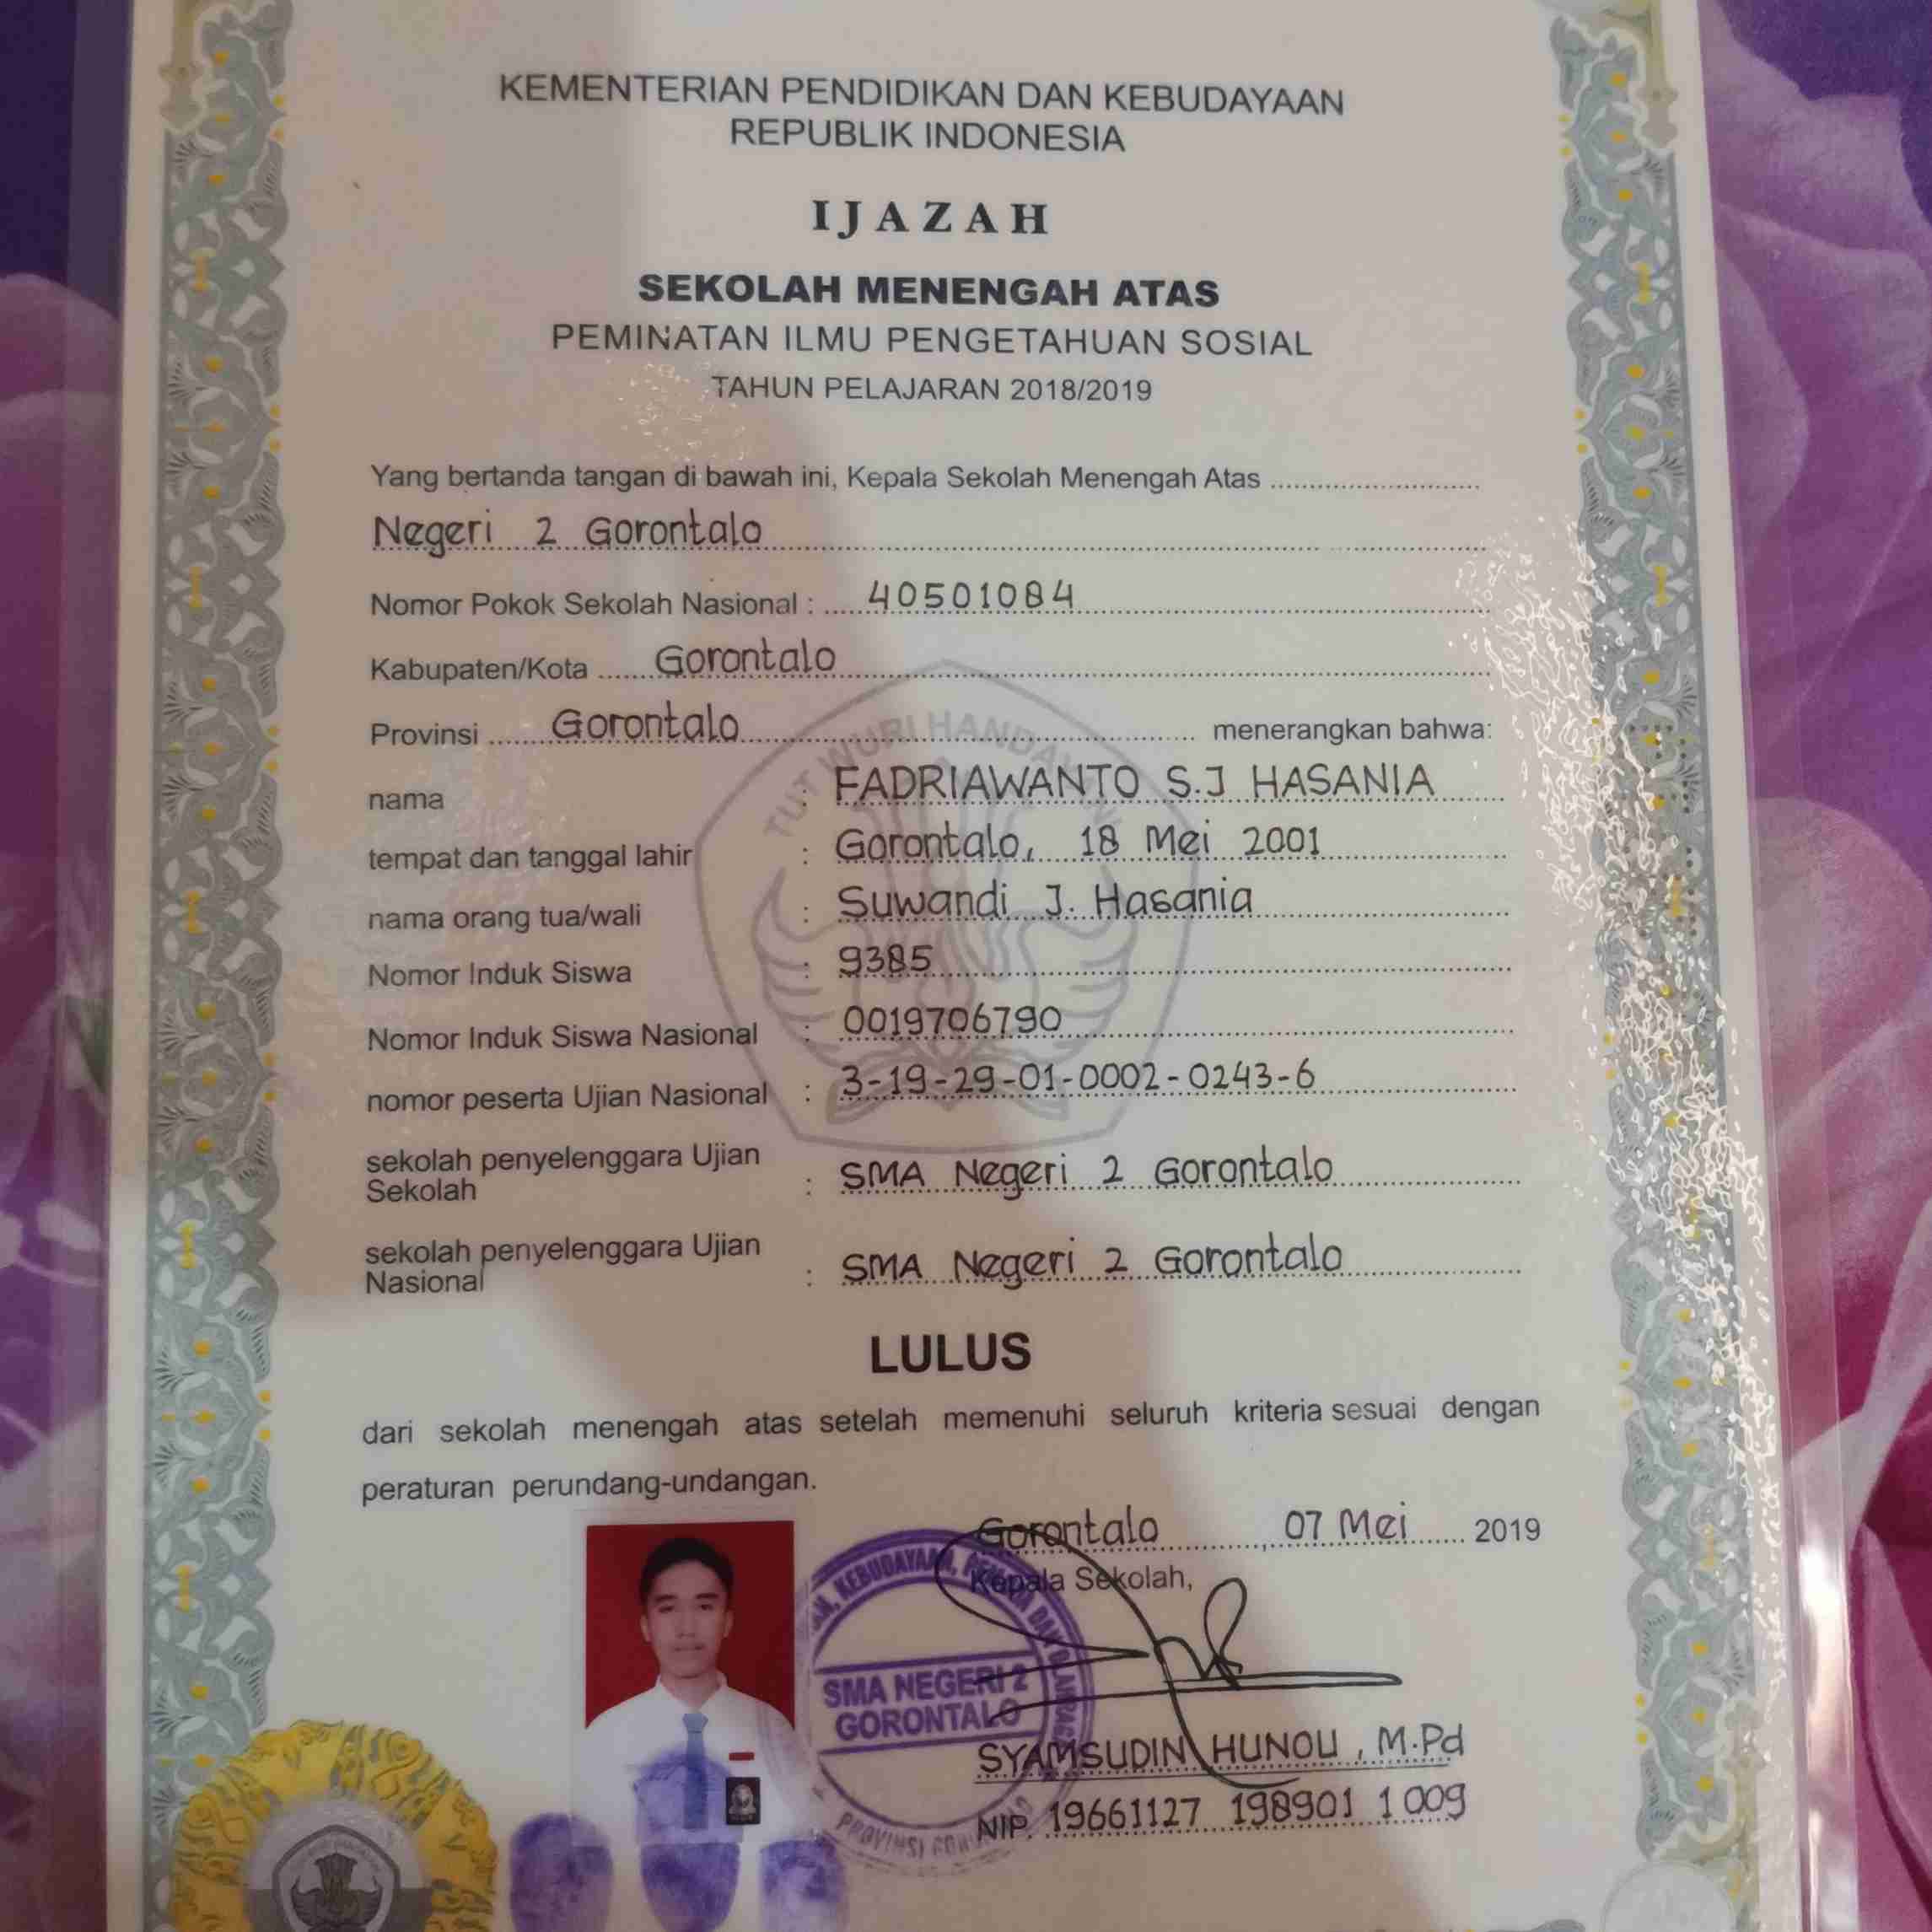 KEMENTERIAN PENDIDIKAN DAN KEBUDAYAAN
REPUBLIK INDONESIA
IJAZAH
SEKOLAH MENENGAH ATAS
PEMINATAN ILMU PENGETAHUAN SOSIAL
TAHUN PELAJARAN 2018/2019
Yang bertanda tangan di bawah ini, Kepala Sekolah Menengah Atas
Negeri 2 Gorontalo
Nomor Pokok Sekolah Nasional : 40501084
Kabupaten/Kota Gorontalo
Provinsi Gorontalo menerangkan bahwa:
TUT WURI HANDAYANI
nama : FADRIAWANTO S.J HASANIA
tempat dan tanggal lahir : Gorontalo, 18 Mei 2001
nama orang tua/wali : Suwandi J. Hasania
Nomor Induk Siswa : 9385
Nomor Induk Siswa Nasional : 0019706790
nomor peserta Ujian Nasional : 3-19-29-01-0002-0243-6
sekolah penyelenggara Ujian
Sekolah : SMA Negeri 2 Gorontalo
sekolah penyelenggara Ujian
Nasional : SMA Negeri 2 Gorontalo
LULUS
dari sekolah menengah atas setelah memenuhi seluruh kriteria sesuai dengan
peraturan perundang-undangan.
Gorontalo, 07 Mei 2019
Kepala Sekolah,
KEBUDAYAAN,
SMA NEGERI 2
GORONTALO
PROVINSI
SYAMSUDIN HUNOU, M.Pd
NIP. 19661127 198901 1 009